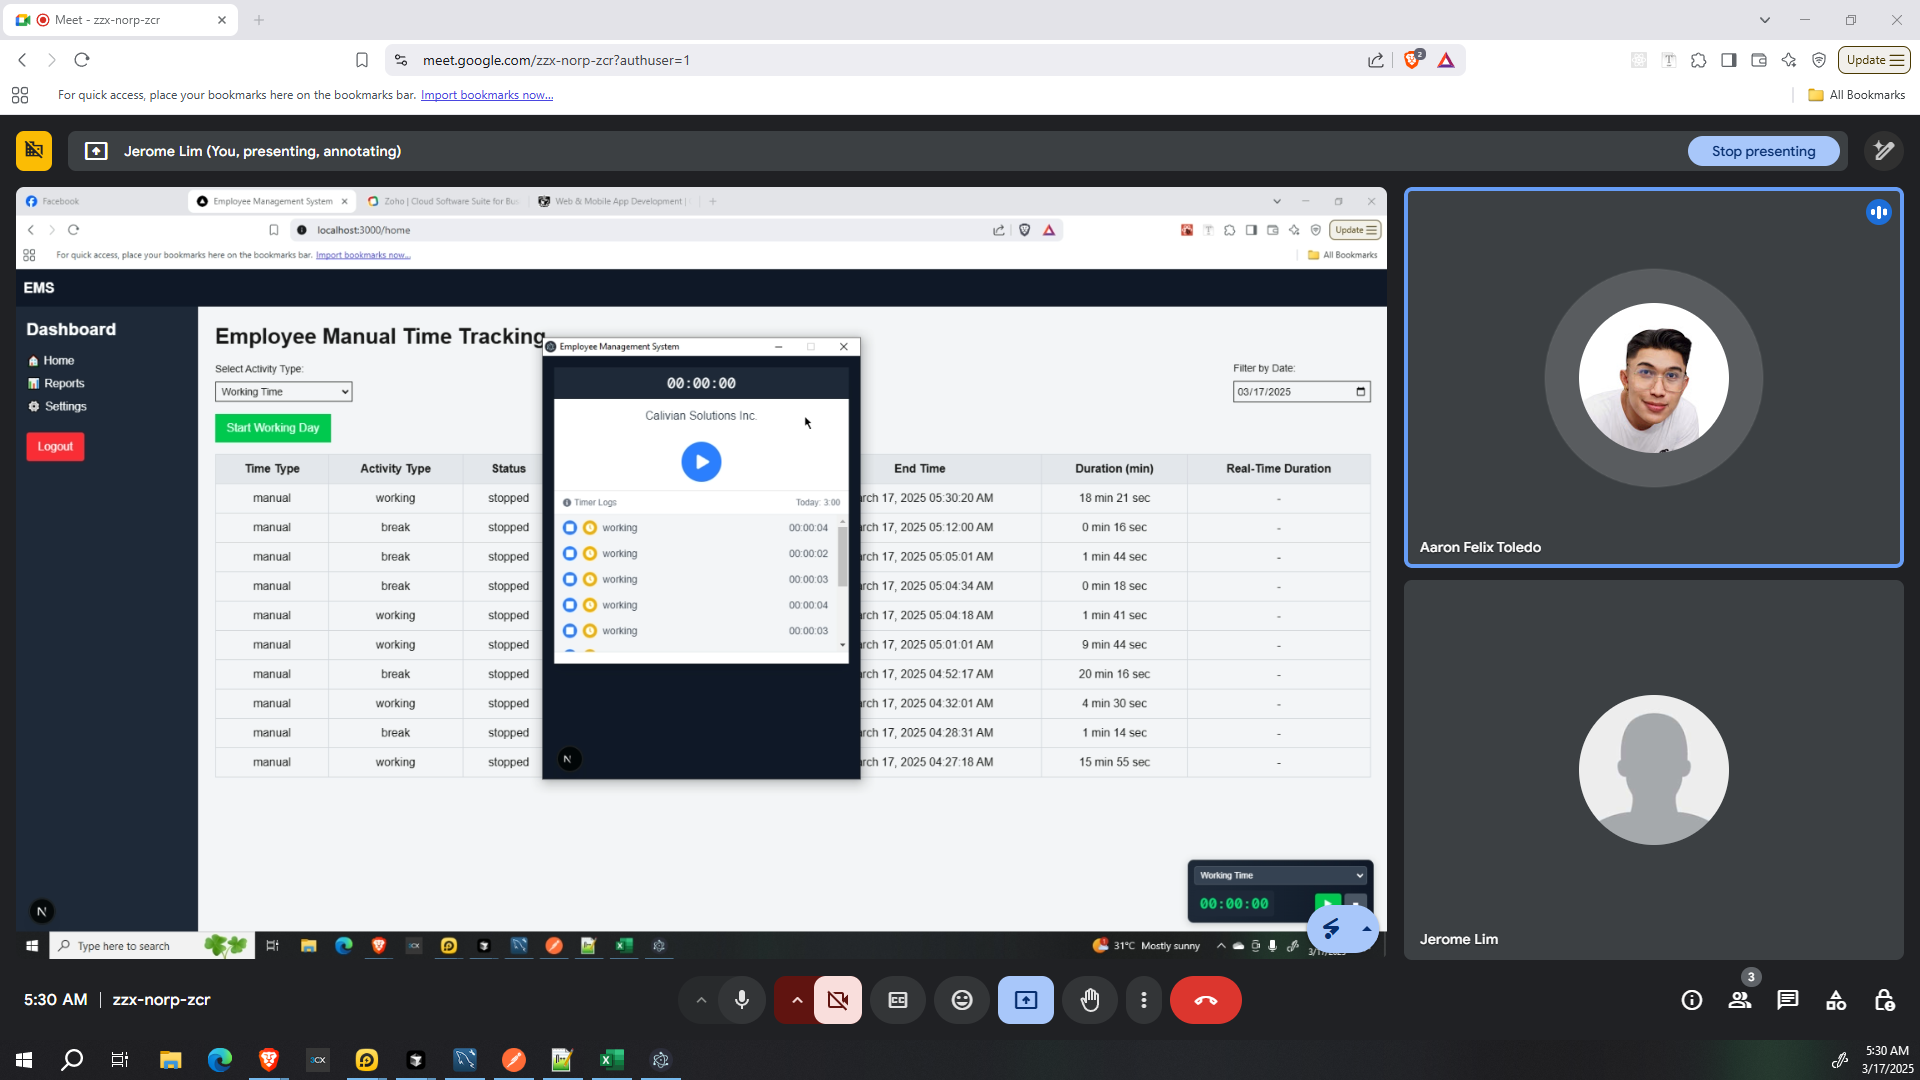 Meet - zzx-norp-zcr
meet.google.com/zzx-norp-zcr?authuser=1
2
Update
For quick access, place your bookmarks here on the bookmarks bar. Import bookmarks now...
All Bookmarks
Jerome Lim (You, presenting, annotating)
Stop presenting
Facebook
Employee Management System
Zoho | Cloud Software Suite for Bus
Web & Mobile App Development |
localhost:3000/home
Update
For quick access, place your bookmarks here on the bookmarks bar. Import bookmarks now...
All Bookmarks
EMS
Dashboard
Home
Reports
Settings
Logout
Employee Manual Time Tracking
Select Activity Type:
Working Time
Start Working Day
Filter by Date:
03/17/2025
Time Type Activity Type Status End Time Duration (min) Real-Time Duration
manual working stopped rch 17, 2025 05:30:20 AM 18 min 21 sec -
manual break stopped rch 17, 2025 05:12:00 AM 0 min 16 sec -
manual break stopped rch 17, 2025 05:05:01 AM 1 min 44 sec -
manual break stopped rch 17, 2025 05:04:34 AM 0 min 18 sec -
manual working stopped rch 17, 2025 05:04:18 AM 1 min 41 sec -
manual working stopped rch 17, 2025 05:01:01 AM 9 min 44 sec -
manual break stopped rch 17, 2025 04:52:17 AM 20 min 16 sec -
manual working stopped rch 17, 2025 04:32:01 AM 4 min 30 sec -
manual break stopped rch 17, 2025 04:28:31 AM 1 min 14 sec -
manual working stopped rch 17, 2025 04:27:18 AM 15 min 55 sec -
Employee Management System
00:00:00
Calivian Solutions Inc.
Timer Logs Today: 3:00
working 00:00:04
working 00:00:02
working 00:00:03
working 00:00:04
working 00:00:03
N
N
Working Time
00:00:00
Type here to search
31°C Mostly sunny
Aaron Felix Toledo
Jerome Lim
5:30 AM | zzx-norp-zcr
3
5:30 AM
3/17/2025